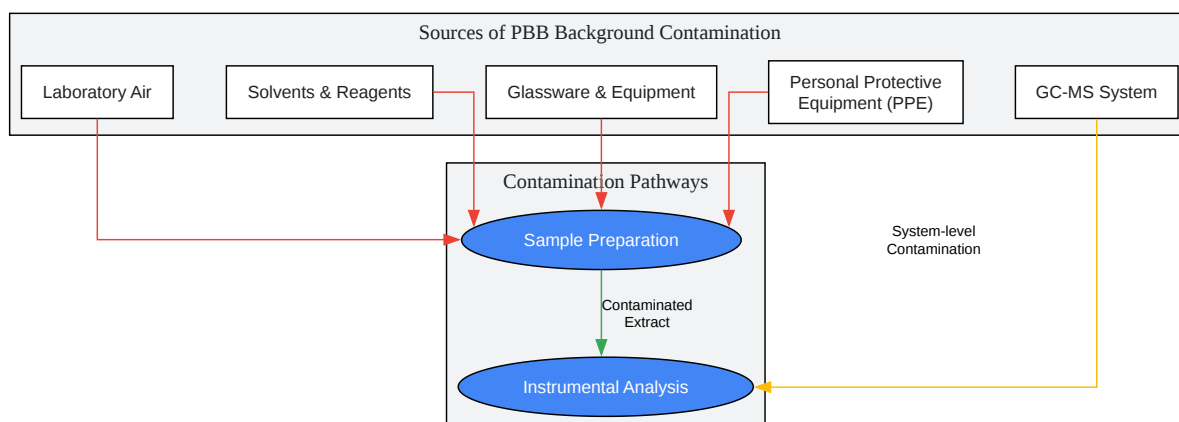 Sources of PBB Background Contamination
Laboratory Air
Solvents & Reagents
Glassware & Equipment
Personal Protective
Equipment (PPE)
GC-MS System
Contamination Pathways
Sample Preparation
System-level
Contamination
Contaminated
Extract
Instrumental Analysis